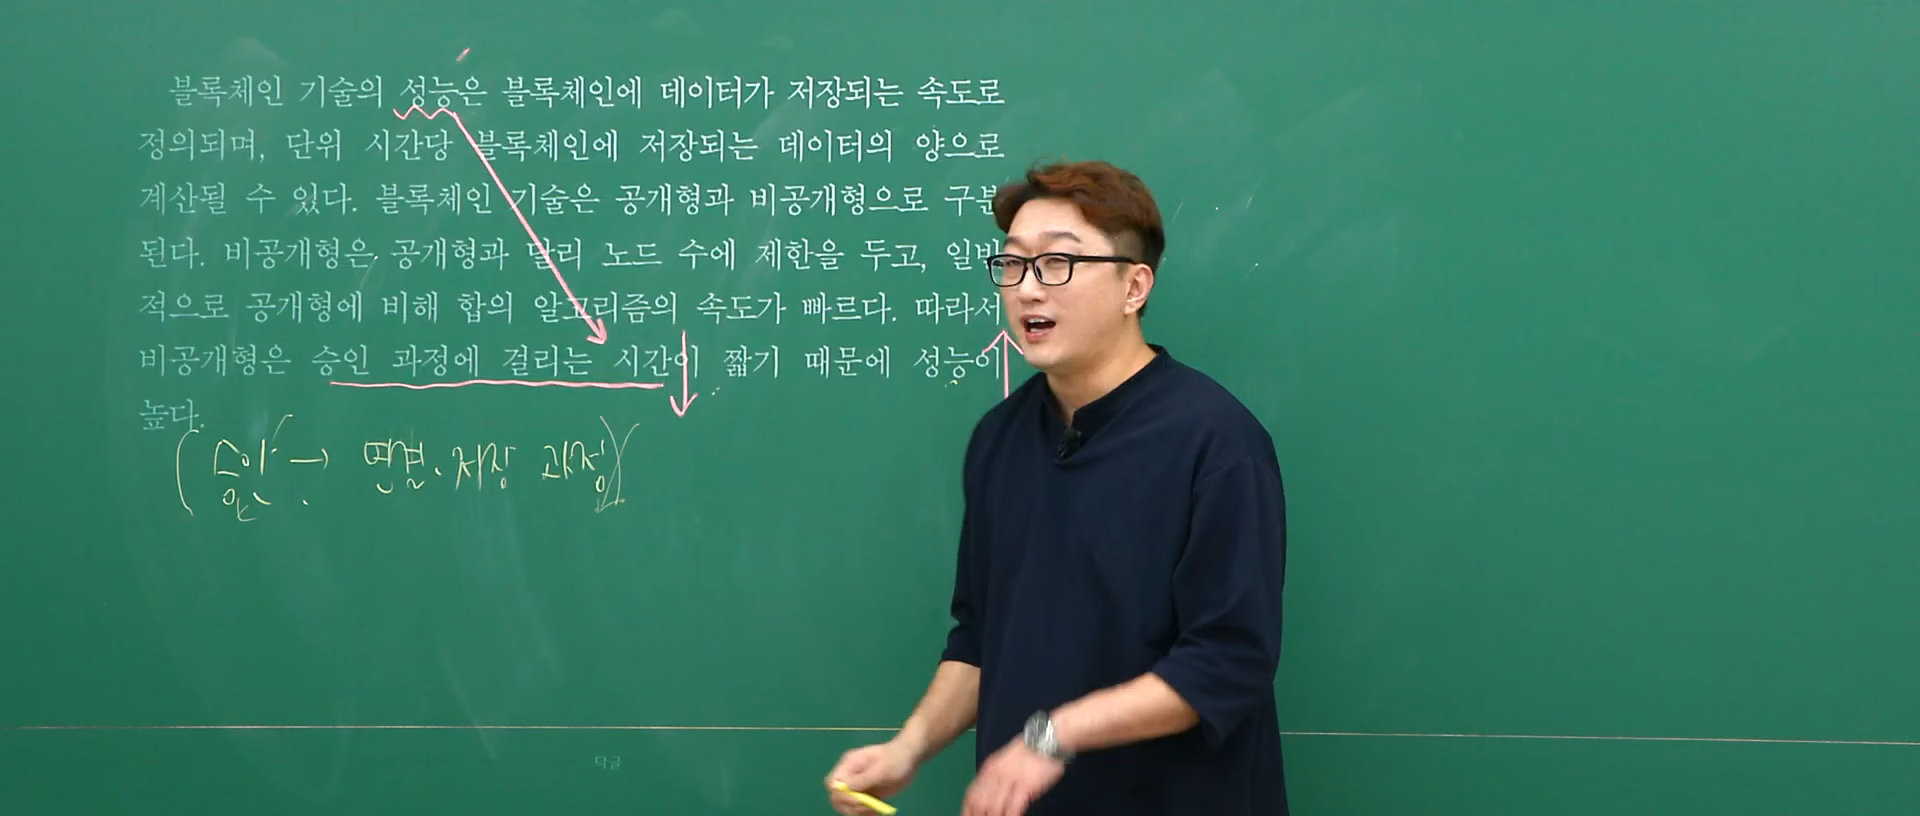 블록체인 기술의 성능은 블록체인에 데이터가 저장되는 속도로
정의되며, 단위 시간당 블록체인에 저장되는 데이터의 양으로
계산될 수 있다. 블록체인 기술은 공개형과 비공개형으로 구분
된다. 비공개형은 공개형과 달리 노드 수에 제한을 두고, 일반
적으로 공개형에 비해 합의 알고리즘의 속도가 빠르다. 따라서
비공개형은 승인 과정에 걸리는 시간이 짧기 때문에 성능이
높다.
(승인 → 연결·저장 과정)